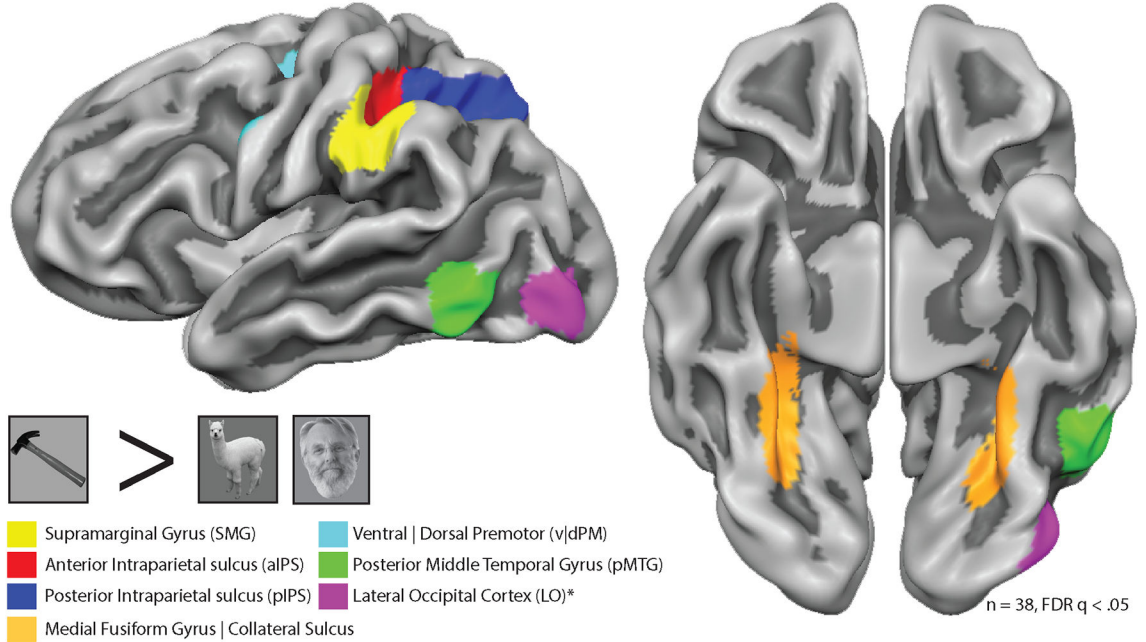 Supramarginal Gyrus (SMG)
Anterior Intraparietal sulcus (aIPS)
Posterior Intraparietal sulcus (pIPS)
Medial Fusiform Gyrus | Collateral Sulcus
Ventral | Dorsal Premotor (v|dPM)
Posterior Middle Temporal Gyrus (pMTG)
Lateral Occipital Cortex (LO)*
n = 38, FDR q < .05